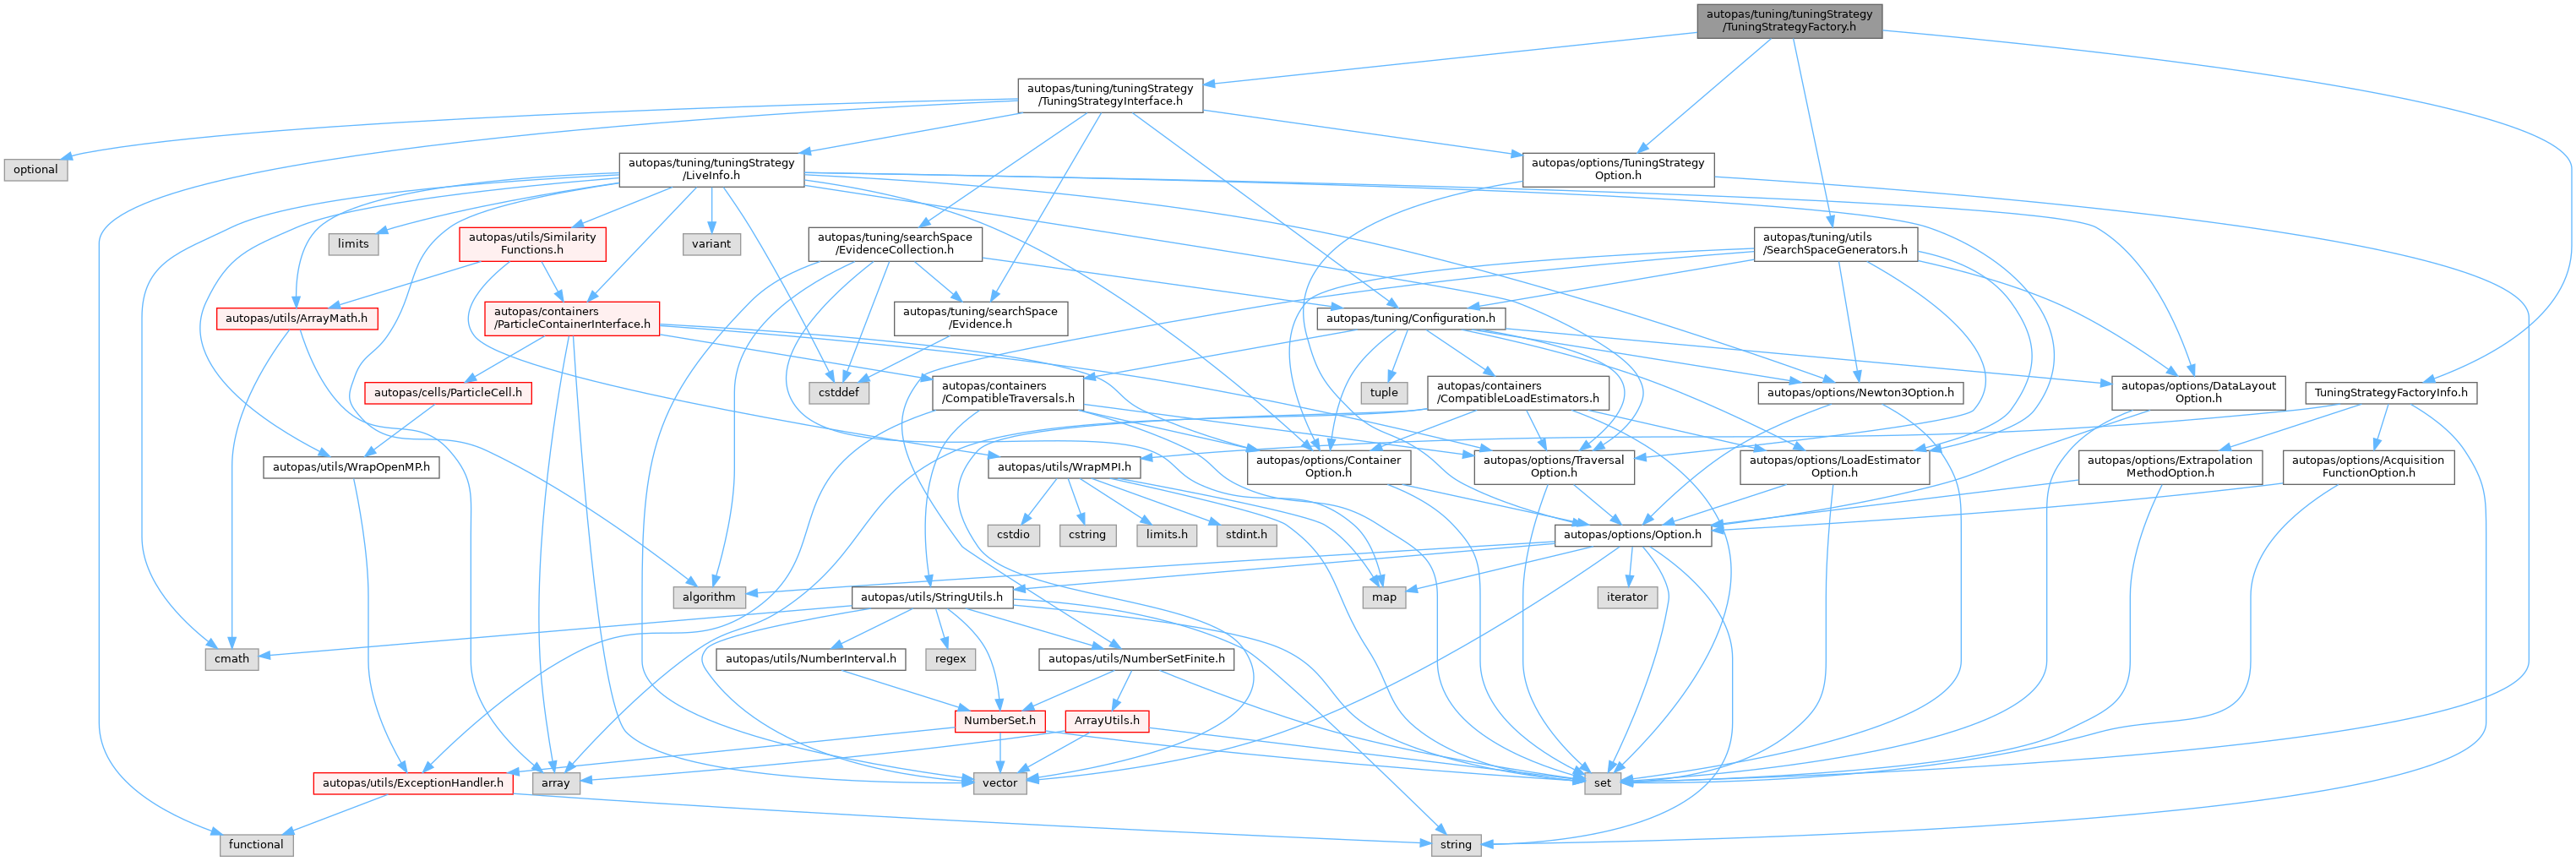 autopas/tuning/tuningStrategy
/TuningStrategyFactory.h
autopas/tuning/tuningStrategy
/TuningStrategyInterface.h
optional
autopas/tuning/tuningStrategy
/LiveInfo.h
autopas/options/TuningStrategy
Option.h
limits
autopas/utils/Similarity
Functions.h
variant
autopas/tuning/searchSpace
/EvidenceCollection.h
autopas/tuning/utils
/SearchSpaceGenerators.h
autopas/utils/ArrayMath.h
autopas/containers
/ParticleContainerInterface.h
autopas/tuning/searchSpace
/Evidence.h
autopas/tuning/Configuration.h
autopas/cells/ParticleCell.h
cstddef
autopas/containers
/CompatibleTraversals.h
tuple
autopas/containers
/CompatibleLoadEstimators.h
autopas/options/Newton3Option.h
autopas/options/DataLayout
Option.h
TuningStrategyFactoryInfo.h
autopas/utils/WrapOpenMP.h
autopas/utils/WrapMPI.h
autopas/options/Container
Option.h
autopas/options/Traversal
Option.h
autopas/options/LoadEstimator
Option.h
autopas/options/Extrapolation
MethodOption.h
autopas/options/Acquisition
FunctionOption.h
cstdio
cstring
limits.h
stdint.h
autopas/options/Option.h
algorithm
autopas/utils/StringUtils.h
map
iterator
cmath
autopas/utils/NumberInterval.h
regex
autopas/utils/NumberSetFinite.h
NumberSet.h
ArrayUtils.h
autopas/utils/ExceptionHandler.h
array
vector
set
functional
string